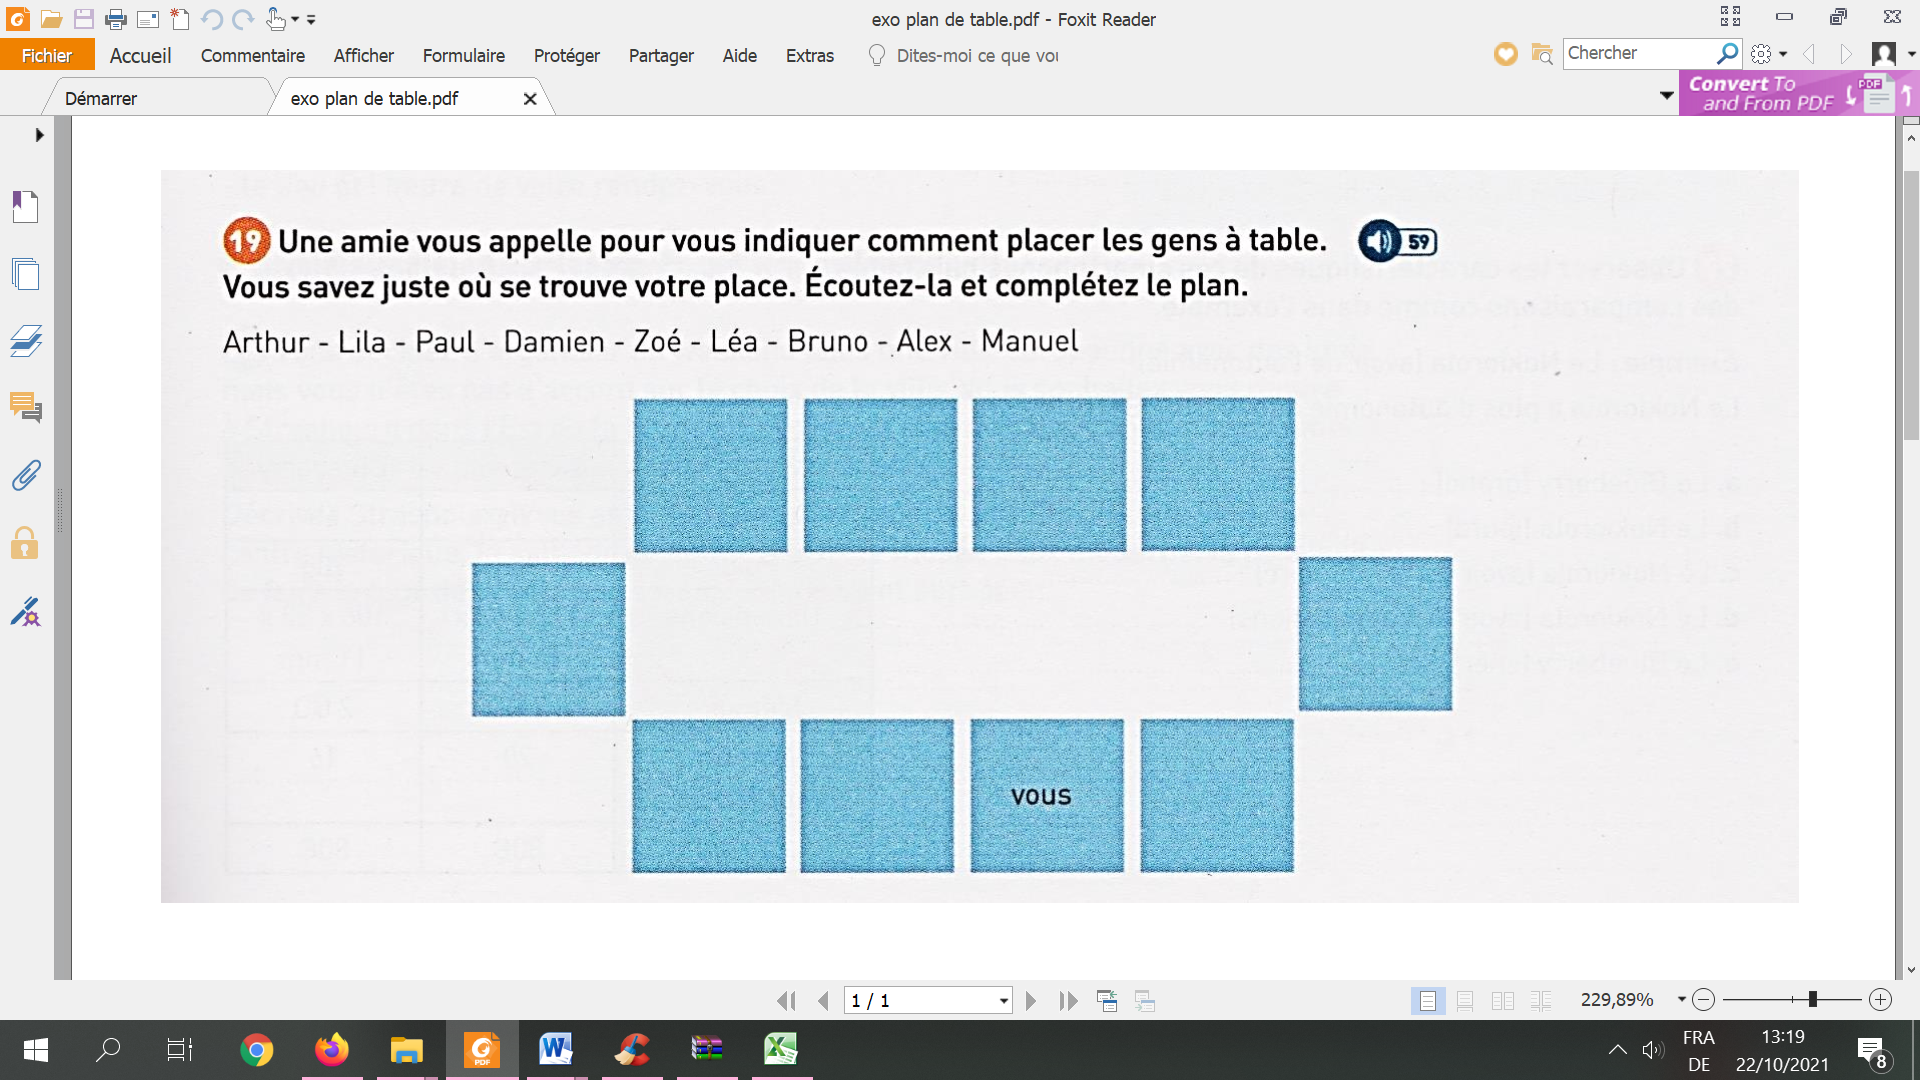 exo plan de table.pdf - Foxit Reader
Fichier Accueil Commentaire Afficher Formulaire Protéger Partager Aide Extras Dites-moi ce que vou Chercher
Démarrer exo plan de table.pdf
Convert To
and From PDF
PDF
19 Une amie vous appelle pour vous indiquer comment placer les gens à table. 59
Vous savez juste où se trouve votre place. Écoutez-la et complétez le plan.
Arthur - Lila - Paul - Damien - Zoé - Léa - Bruno - Alex - Manuel
vous
1 / 1 229,89%
FRA 13:19
DE 22/10/2021 8